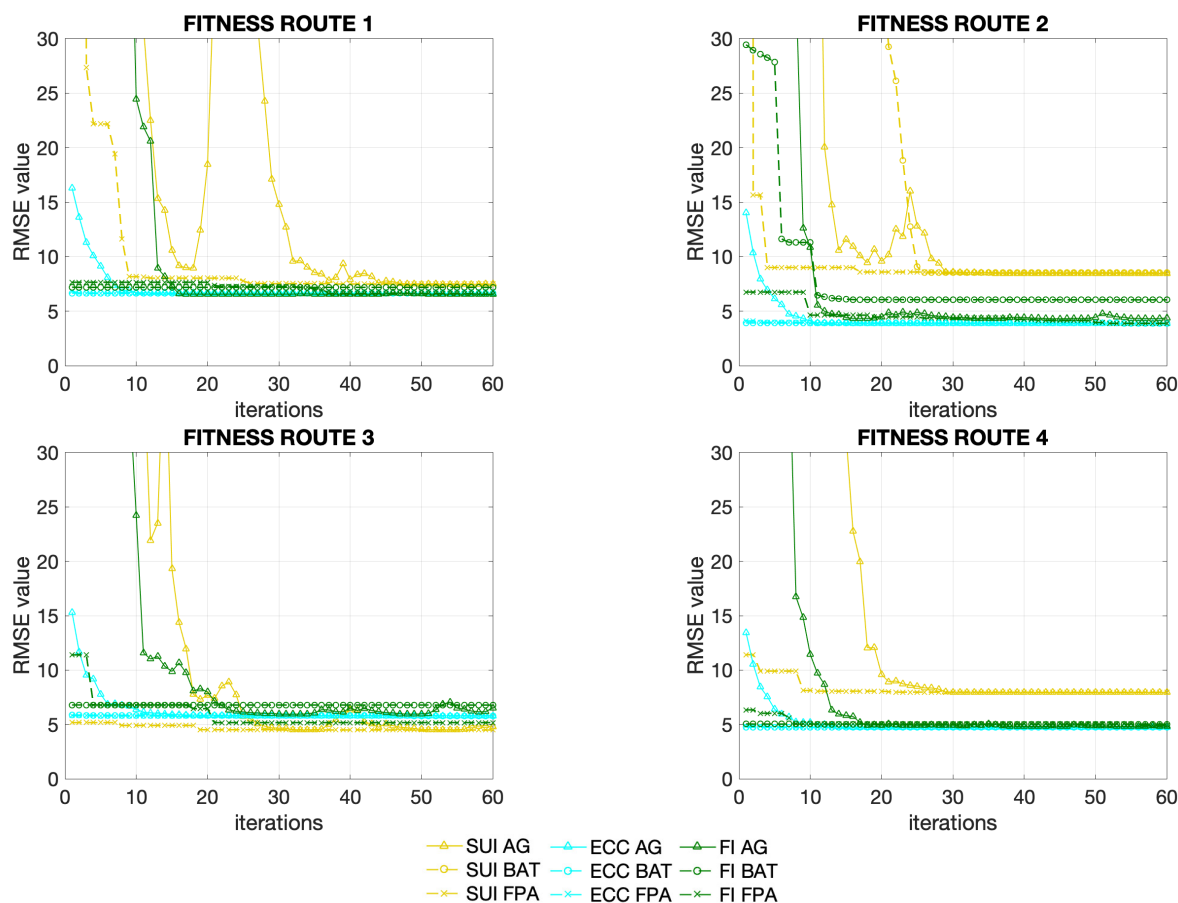 FITNESS ROUTE 1
30
25
20
15
10
5
0
RMSE value
0 10 20 30 40 50 60
iterations
FITNESS ROUTE 2
30
25
20
15
10
5
0
RMSE value
0 10 20 30 40 50 60
iterations
FITNESS ROUTE 3
30
25
20
15
10
5
0
RMSE value
0 10 20 30 40 50 60
iterations
FITNESS ROUTE 4
30
25
20
15
10
5
0
RMSE value
0 10 20 30 40 50 60
iterations
SUI AG ECC AG FI AG
SUI BAT ECC BAT FI BAT
SUI FPA ECC FPA FI FPA